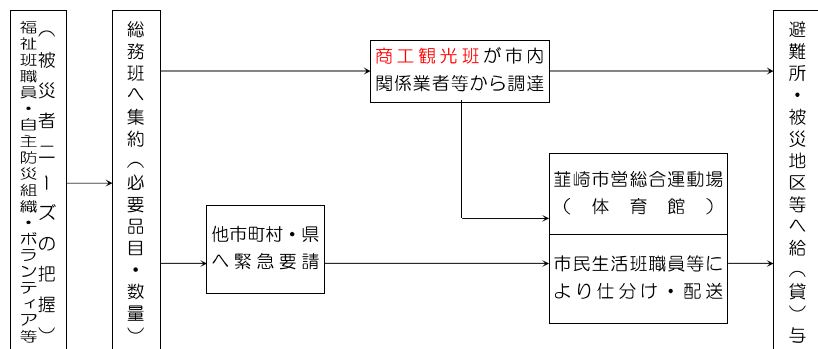 （被災者ニーズの把握）
福祉班職員・自主防災組織・ボランティア等
総務班へ集約（必要品目・数量）
商工観光班が市内
関係業者等から調達
他市町村・県
へ緊急要請
韮崎市営総合運動場
（体育館）
市民生活班職員等に
より仕分け・配送
避難所・被災地区等へ給（貸）与